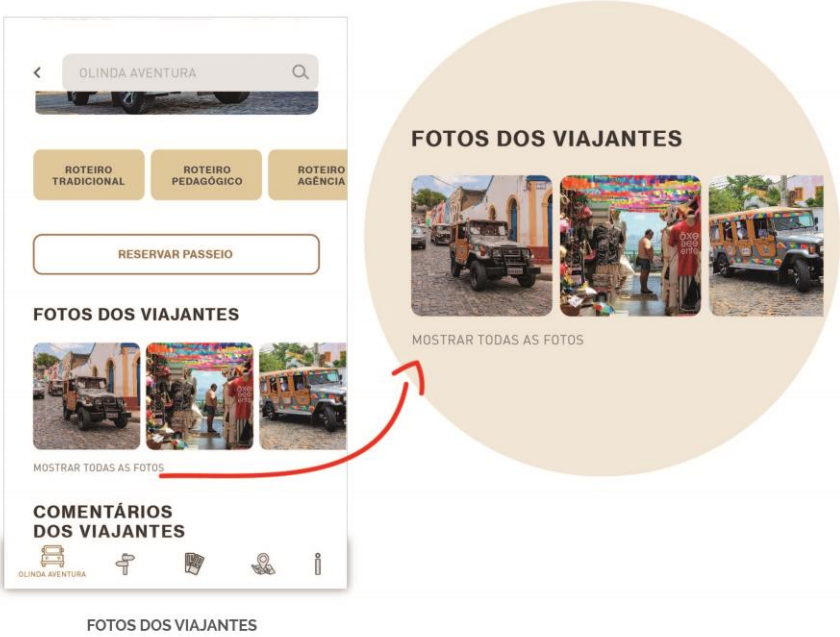 OLINDA AVENTURA
ROTEIRO
TRADICIONAL
ROTEIRO
PEDAGÓGICO
ROTEIRO
AGÊNCIA
RESERVAR PASSEIO
FOTOS DOS VIAJANTES
MOSTRAR TODAS AS FOTOS
COMENTÁRIOS
DOS VIAJANTES
OLINDA AVENTURA
FOTOS DOS VIAJANTES
FOTOS DOS VIAJANTES
oxe
MOSTRAR TODAS AS FOTOS